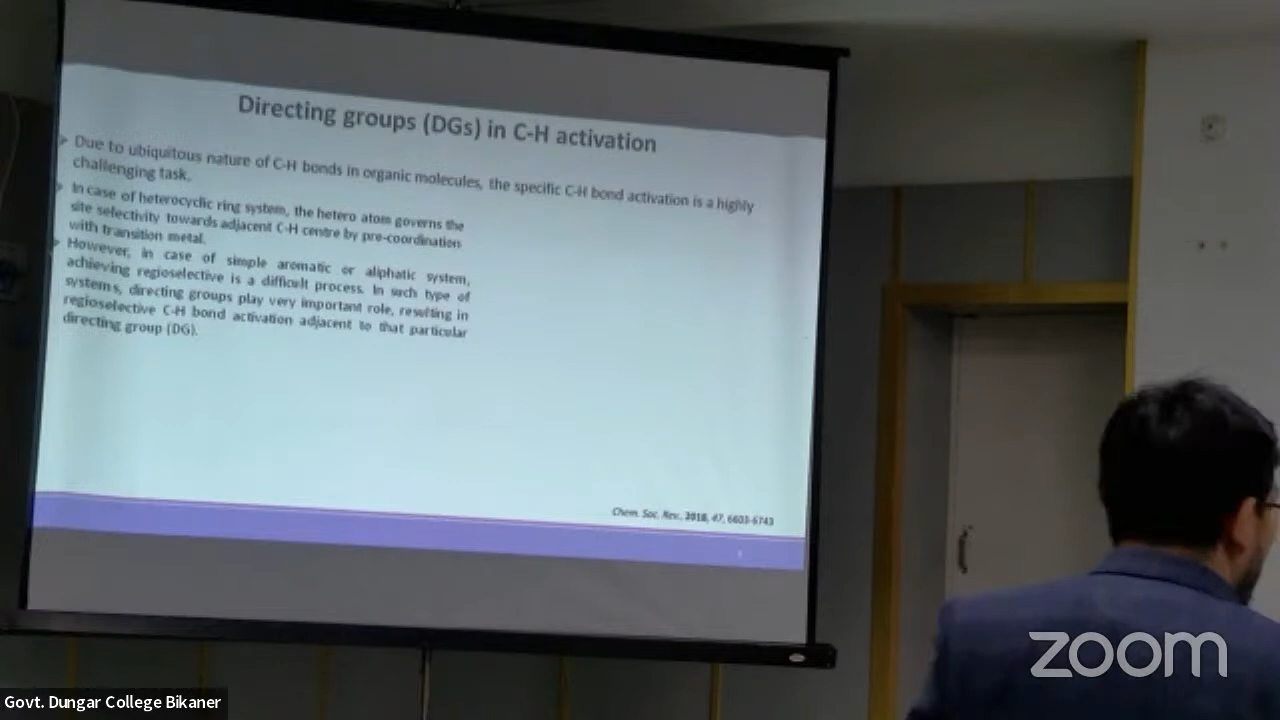 Directing groups (DGs) in C-H activation
Due to ubiquitous nature of C-H bonds in organic molecules, the specific C-H bond activation is a highly
challenging task.
In case of heterocyclic ring system, the hetero atom governs the
site selectivity towards adjacent C-H centre by pre-coordination
with transition metal.
However, in case of simple aromatic or aliphatic system,
achieving regioselective is a difficult process. In such type of
systems, directing groups play very important role, resulting in
regioselective C-H bond activation adjacent to that particular
directing group (DG).
Chem. Soc. Rev., 2018, 47, 6603-6743
zoom
Govt. Dungar College Bikaner